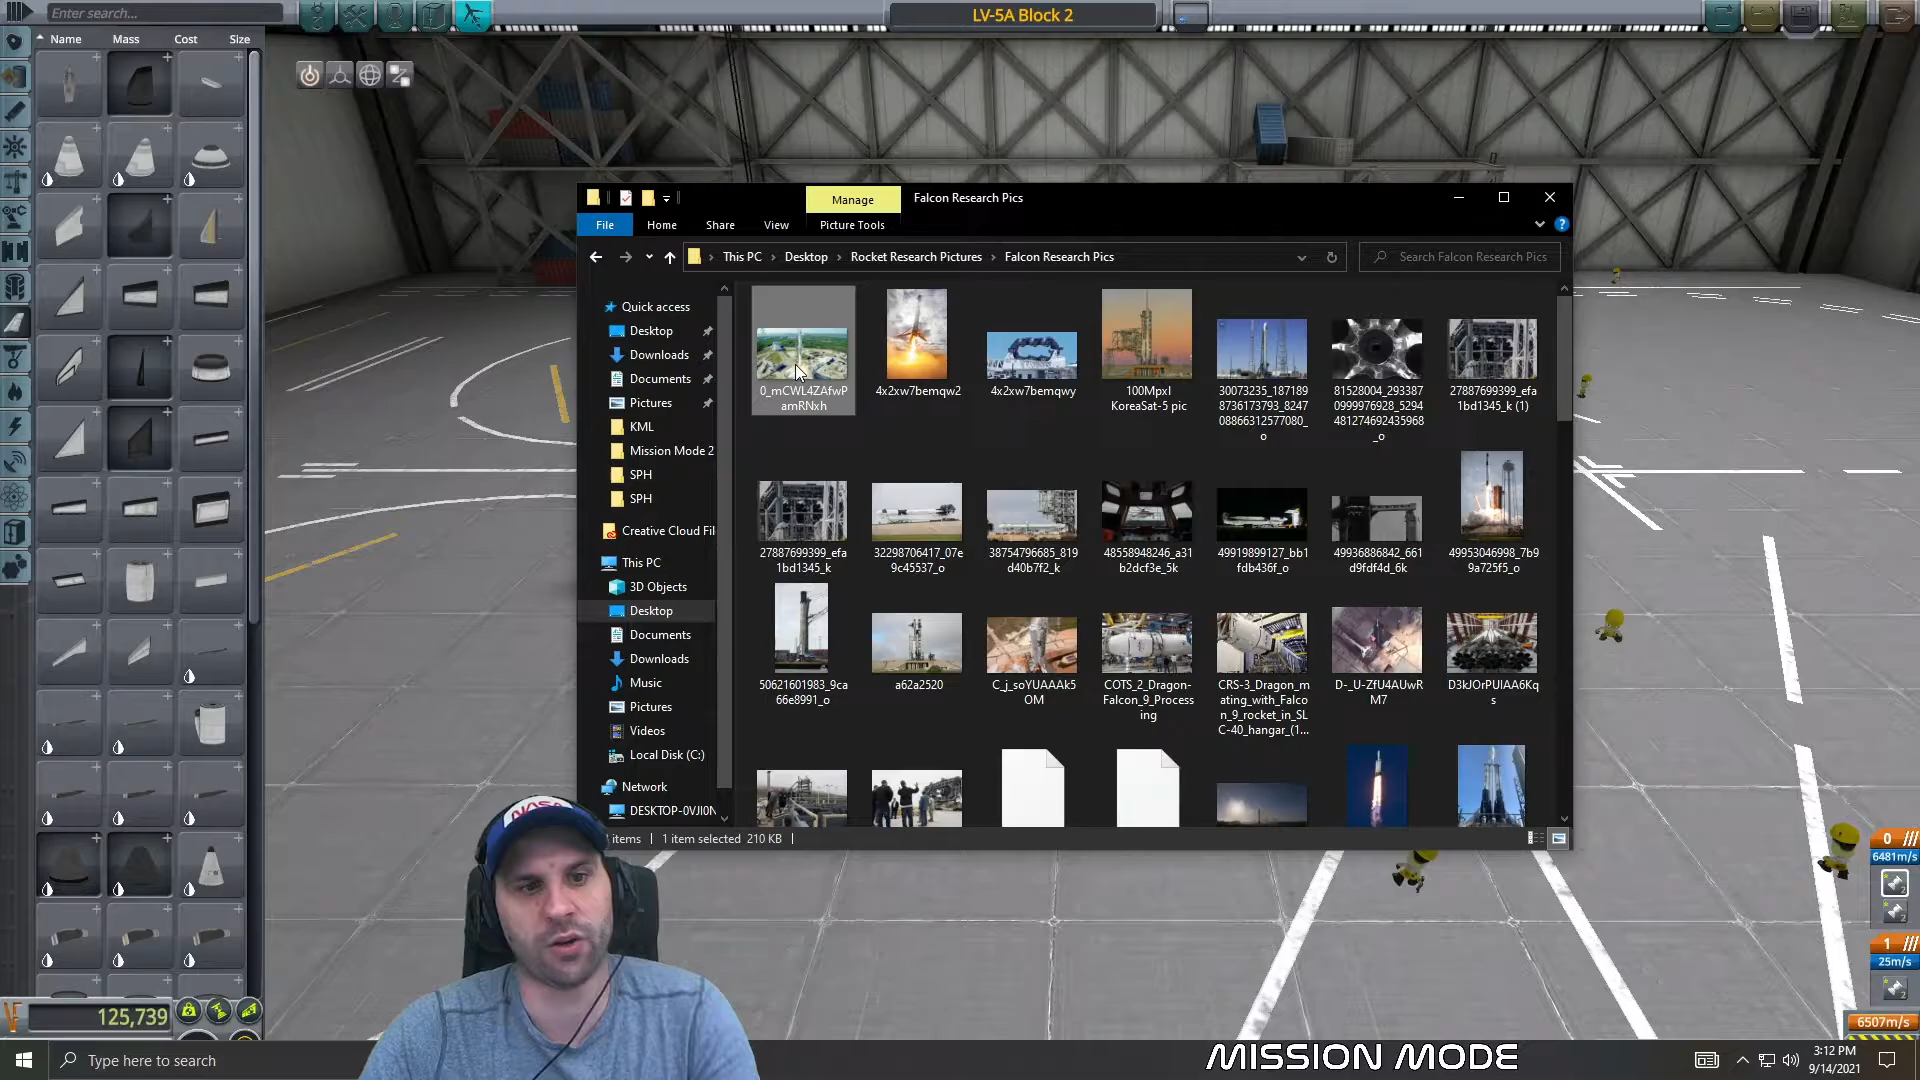 Enter search...
LV-5A Block 2
Name Mass Cost Size
Manage Falcon Research Pics
File Home Share View Picture Tools
This PC Desktop Rocket Research Pictures Falcon Research Pics Search Falcon Research Pics
Quick access
Desktop
Downloads
Documents
Pictures
KML
Mission Mode 2
SPH
SPH
Creative Cloud Fil
This PC
3D Objects
Desktop
Documents
Downloads
Music
Pictures
Videos
Local Disk (C:)
Network
DESKTOP-0VJI0N
0_mCWL4ZAfwP
amRNxh
4x2xw7bemqw2
4x2xw7bemqwy
100MpxI
KoreaSat-5 pic
30073235_187189
8736173793_8247
08866312577080_
o
81528004_293387
0999976928_5294
481274692435968
_o
27887699399_efa
1bd1345_k (1)
27887699399_efa
1bd1345_k
32298706417_07e
9c45537_o
38754796685_819
d40b7f2_k
48558948246_a31
b2dcf3e_5k
49919899127_bb1
fdb436f_o
49936886842_661
d9fdf4d_6k
49953046998_7b9
9a725f5_o
50621601983_9ca
66e8991_o
a62a2520
C_j_soYUAAAk5
OM
COTS_2_Dragon-
Falcon_9_Process
ing
CRS-3_Dragon_m
ating_with_Falco
n_9_rocket_in_SL
C-40_hangar_(1...
D-_U-ZfU4AUwR
M7
D3kJOrPUIAA6Kq
s
items 1 item selected 210 KB
NASA
0
6481m/s
1
25m/s
6507m/s
125,739
Type here to search
MISSION MODE
3:12 PM
9/14/2021